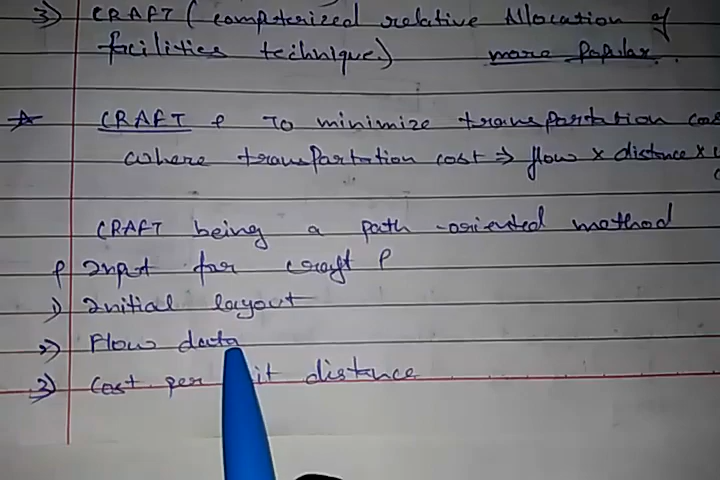 3) CRAFT ( computerized relative Allocation of
facilities technique.) more Popular.
☆ CRAFT : To minimize transportation cos
where transportation cost ⇒ flow x distance x
CRAFT being a path-oriented method
Input for craft
1) Initial layout
2) Flow data
3) Cost per it distance